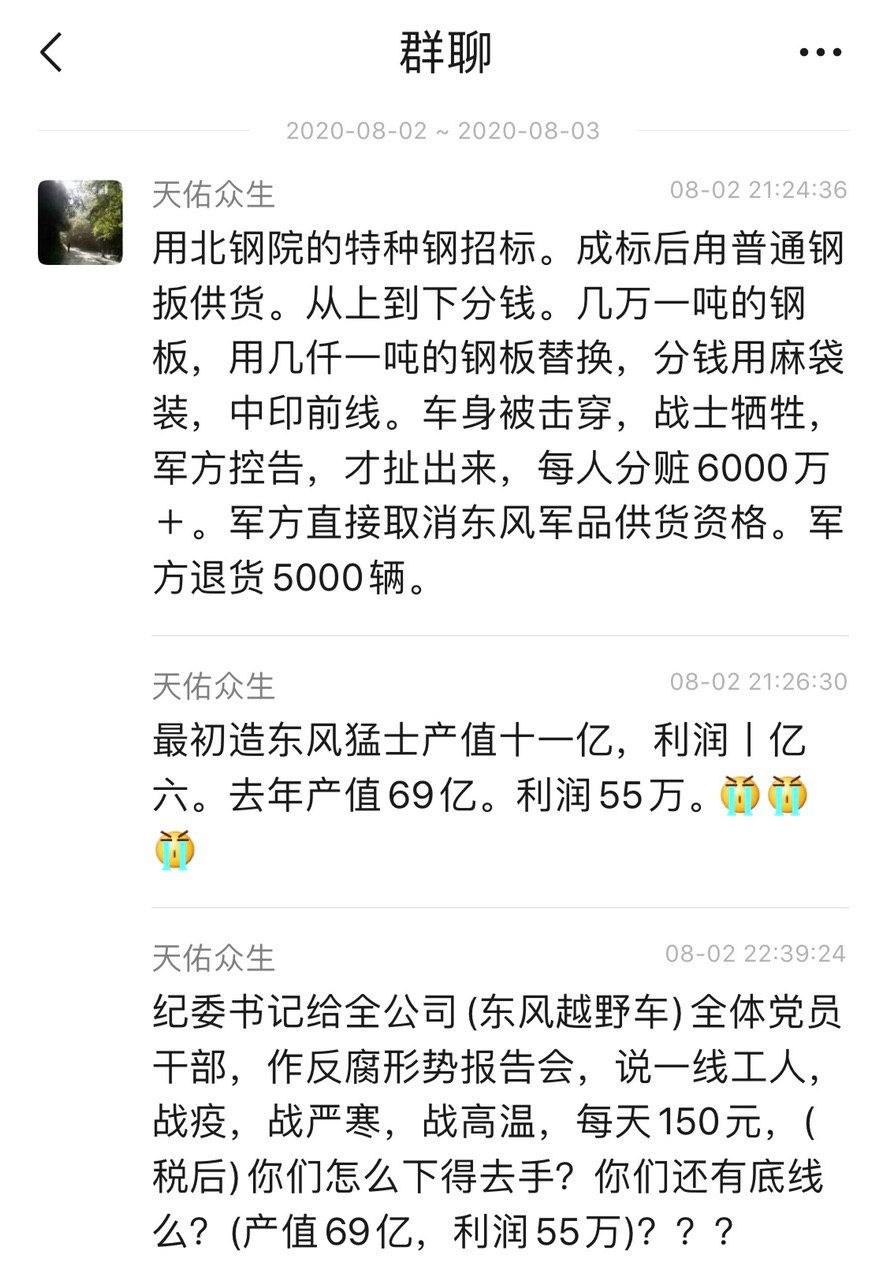 群聊
2020-08-02 ~ 2020-08-03
天佑众生
08-02 21:24:36
用北钢院的特种钢招标。成标后甪普通钢
扳供货。从上到下分钱。几万一吨的钢
板，用几仟一吨的钢板替换，分钱用麻袋
装，中印前线。车身被击穿，战士牺牲，
军方控告，才扯出来，每人分赃6000万
＋。军方直接取消东风军品供货资格。军
方退货5000辆。
天佑众生
08-02 21:26:30
最初造东风猛士产值十一亿，利润丨亿
六。去年产值69亿。利润55万。😭😭
😭
天佑众生
08-02 22:39:24
纪委书记给全公司(东风越野车)全体党员
干部，作反腐形势报告会，说一线工人，
战疫，战严寒，战高温，每天150元，(
税后)你们怎么下得去手？你们还有底线
么？(产值69亿，利润55万)？？？